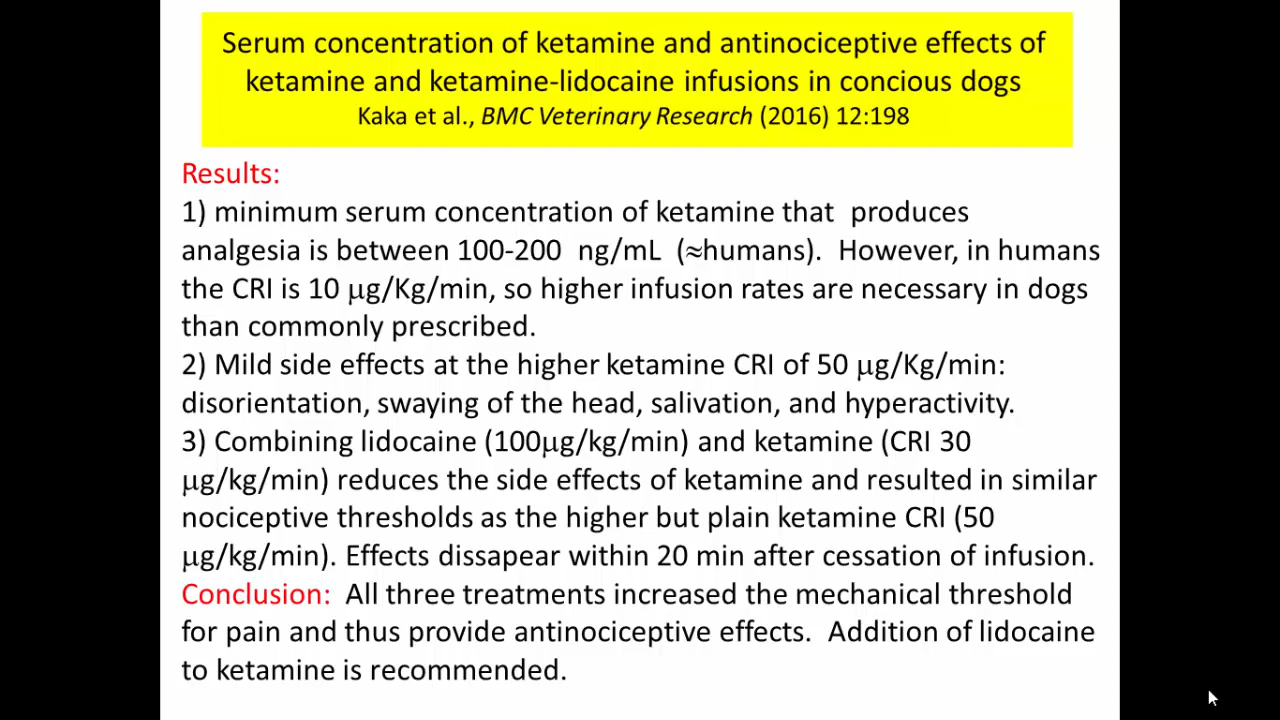 Serum concentration of ketamine and antinociceptive effects of
ketamine and ketamine-lidocaine infusions in concious dogs
Kaka et al., BMC Veterinary Research (2016) 12:198
Results:
1) minimum serum concentration of ketamine that produces
analgesia is between 100-200 ng/mL (≈humans). However, in humans
the CRI is 10 µg/Kg/min, so higher infusion rates are necessary in dogs
than commonly prescribed.
2) Mild side effects at the higher ketamine CRI of 50 µg/Kg/min:
disorientation, swaying of the head, salivation, and hyperactivity.
3) Combining lidocaine (100µg/kg/min) and ketamine (CRI 30
µg/kg/min) reduces the side effects of ketamine and resulted in similar
nociceptive thresholds as the higher but plain ketamine CRI (50
µg/kg/min). Effects dissapear within 20 min after cessation of infusion.
Conclusion: All three treatments increased the mechanical threshold
for pain and thus provide antinociceptive effects. Addition of lidocaine
to ketamine is recommended.